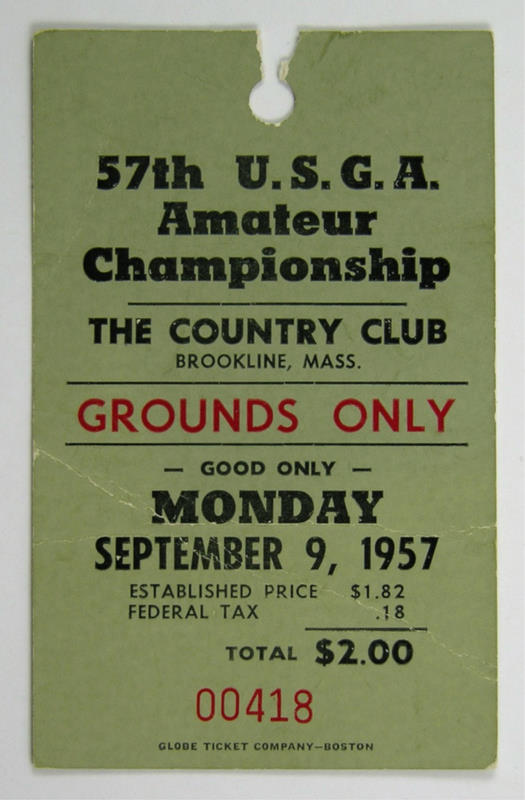 57th U.S.G.A.
Amateur
Championship
THE COUNTRY CLUB
BROOKLINE, MASS.
GROUNDS ONLY
— GOOD ONLY —
MONDAY
SEPTEMBER 9, 1957
ESTABLISHED PRICE $1.82
FEDERAL TAX .18
TOTAL $2.00
00418
GLOBE TICKET COMPANY—BOSTON